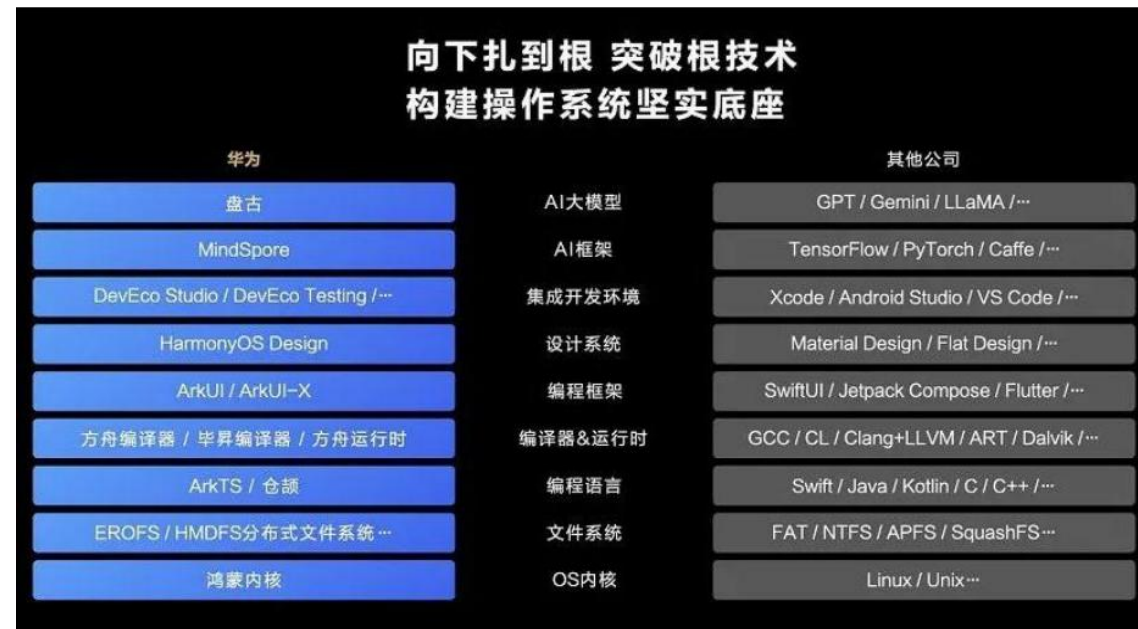 向下扎到根 突破根技术
构建操作系统坚实底座
华为 其他公司
盘古 AI大模型 GPT / Gemini / LLaMA /···
MindSpore AI框架 TensorFlow / PyTorch / Caffe /···
DevEco Studio / DevEco Testing /··· 集成开发环境 Xcode / Android Studio / VS Code /···
HarmonyOS Design 设计系统 Material Design / Flat Design /···
ArkUI / ArkUI-X 编程框架 SwiftUI / Jetpack Compose / Flutter /···
方舟编译器 / 毕昇编译器 / 方舟运行时 编译器&运行时 GCC / CL / Clang+LLVM / ART / Dalvik /···
ArkTS / 仓颉 编程语言 Swift / Java / Kotlin / C / C++ /···
EROFS / HMDFS分布式文件系统··· 文件系统 FAT / NTFS / APFS / SquashFS···
鸿蒙内核 OS内核 Linux / Unix···